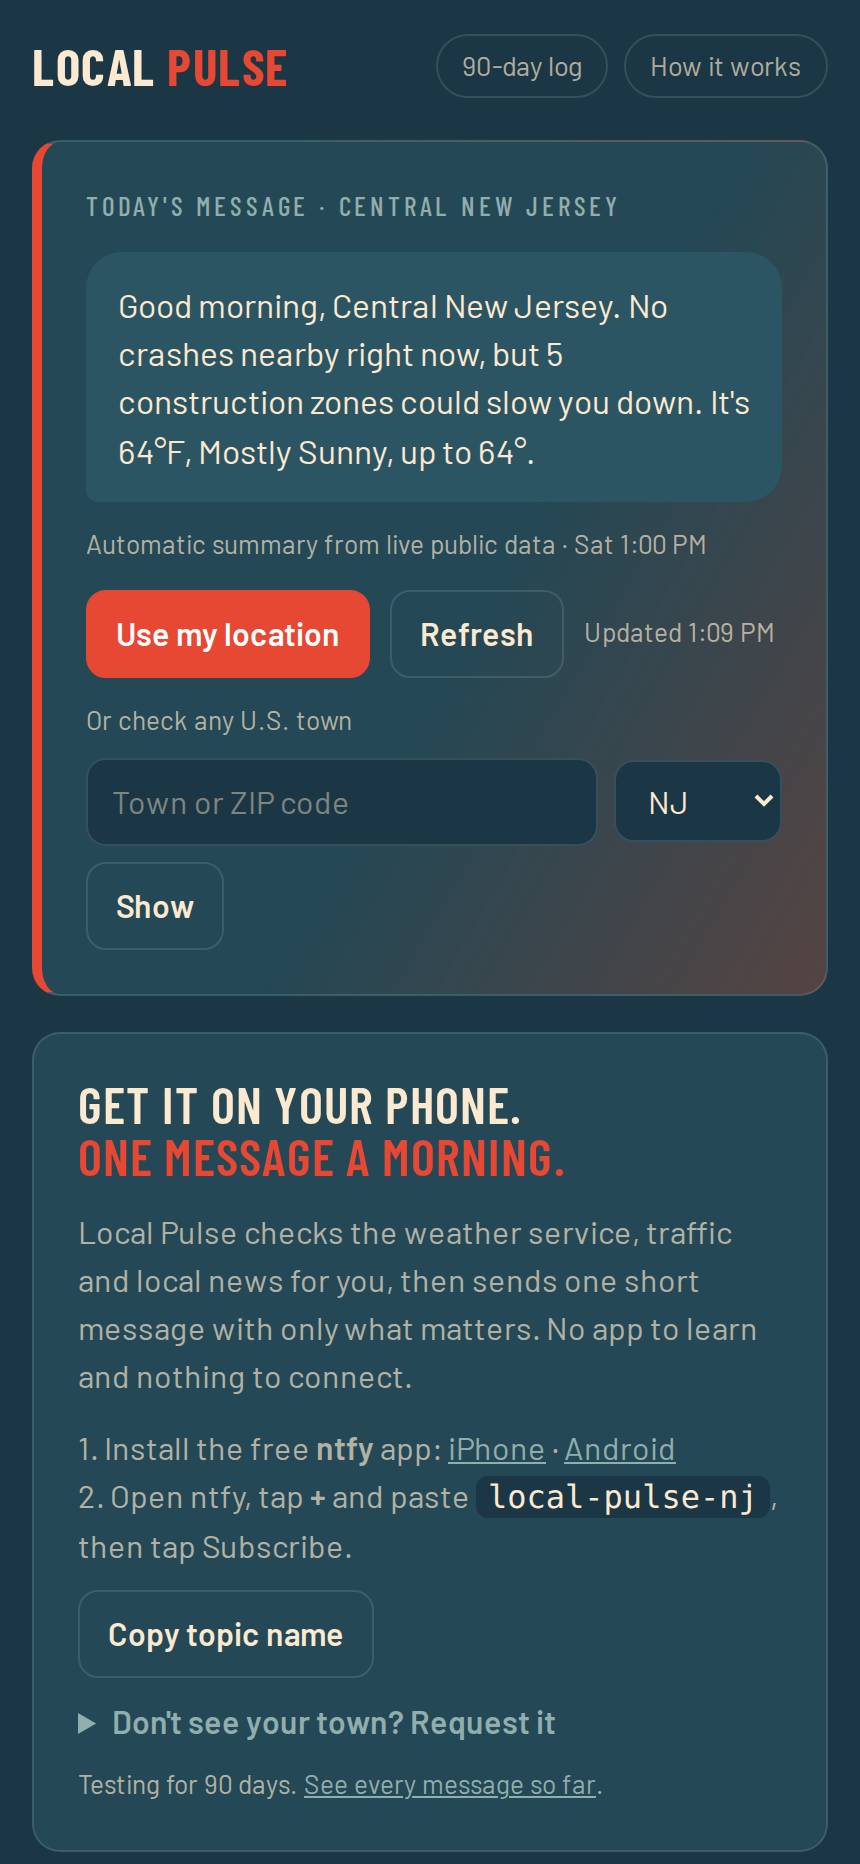 LOCAL PULSE
90-day log
How it works
TODAY'S MESSAGE · CENTRAL NEW JERSEY
Good morning, Central New Jersey. No
crashes nearby right now, but 5
construction zones could slow you down. It's
64°F, Mostly Sunny, up to 64°.
Automatic summary from live public data · Sat 1:00 PM
Use my location
Refresh
Updated 1:09 PM
Or check any U.S. town
Town or ZIP code
NJ
Show
GET IT ON YOUR PHONE.
ONE MESSAGE A MORNING.
Local Pulse checks the weather service, traffic
and local news for you, then sends one short
message with only what matters. No app to learn
and nothing to connect.
1. Install the free ntfy app: iPhone · Android
2. Open ntfy, tap + and paste local-pulse-nj,
then tap Subscribe.
Copy topic name
Don't see your town? Request it
Testing for 90 days. See every message so far.